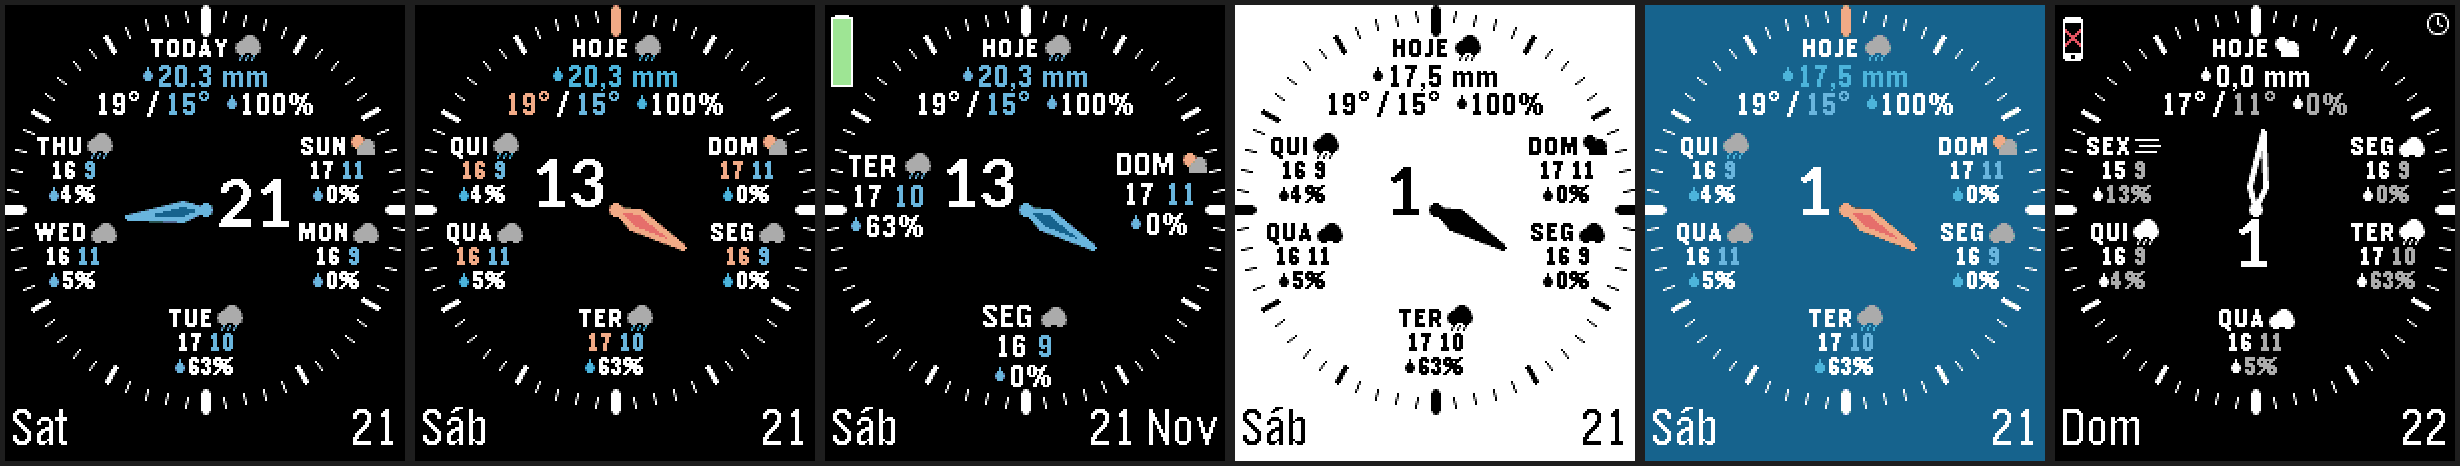 TODAY
20.3 mm
19°/15° 100%
THU
16 9
4%
SUN
17 11
0%
21
WED
16 11
5%
MON
16 9
0%
TUE
17 10
63%
Sat 21
HOJE
20,3 mm
19°/15° 100%
QUI
16 9
4%
DOM
17 11
0%
13
QUA
16 11
5%
SEG
16 9
0%
TER
17 10
63%
Sáb 21
HOJE
20,3 mm
19°/15° 100%
TER
17 10
63%
13
DOM
17 11
0%
SEG
16 9
0%
Sáb 21 Nov
HOJE
17,5 mm
19°/15° 100%
QUI
16 9
4%
DOM
17 11
0%
1
QUA
16 11
5%
SEG
16 9
0%
TER
17 10
63%
Sáb 21
HOJE
17,5 mm
19°/15° 100%
QUI
16 9
4%
DOM
17 11
0%
1
QUA
16 11
5%
SEG
16 9
0%
TER
17 10
63%
Sáb 21
HOJE
0,0 mm
17°/11° 0%
SEX
15 9
13%
SEG
16 9
0%
QUI
16 9
4%
1
TER
17 10
63%
QUA
16 11
5%
Dom 22